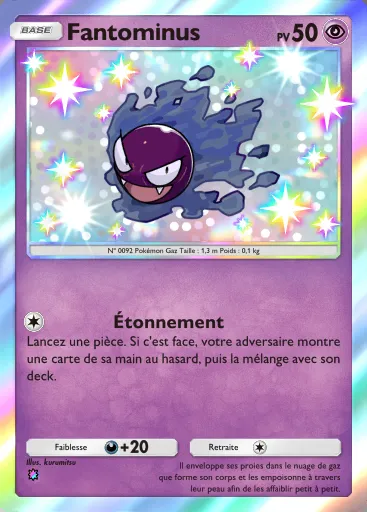 BASE Fantominus PV 50
N° 0092 Pokémon Gaz Taille : 1,3 m Poids : 0,1 kg
Étonnement
Lancez une pièce. Si c'est face, votre adversaire montre
une carte de sa main au hasard, puis la mélange avec son
deck.
Faiblesse +20 Retraite
Illus. kurumitsu
Il enveloppe ses proies dans le nuage de gaz
que forme son corps et les empoisonne à travers
leur peau afin de les affaiblir petit à petit.